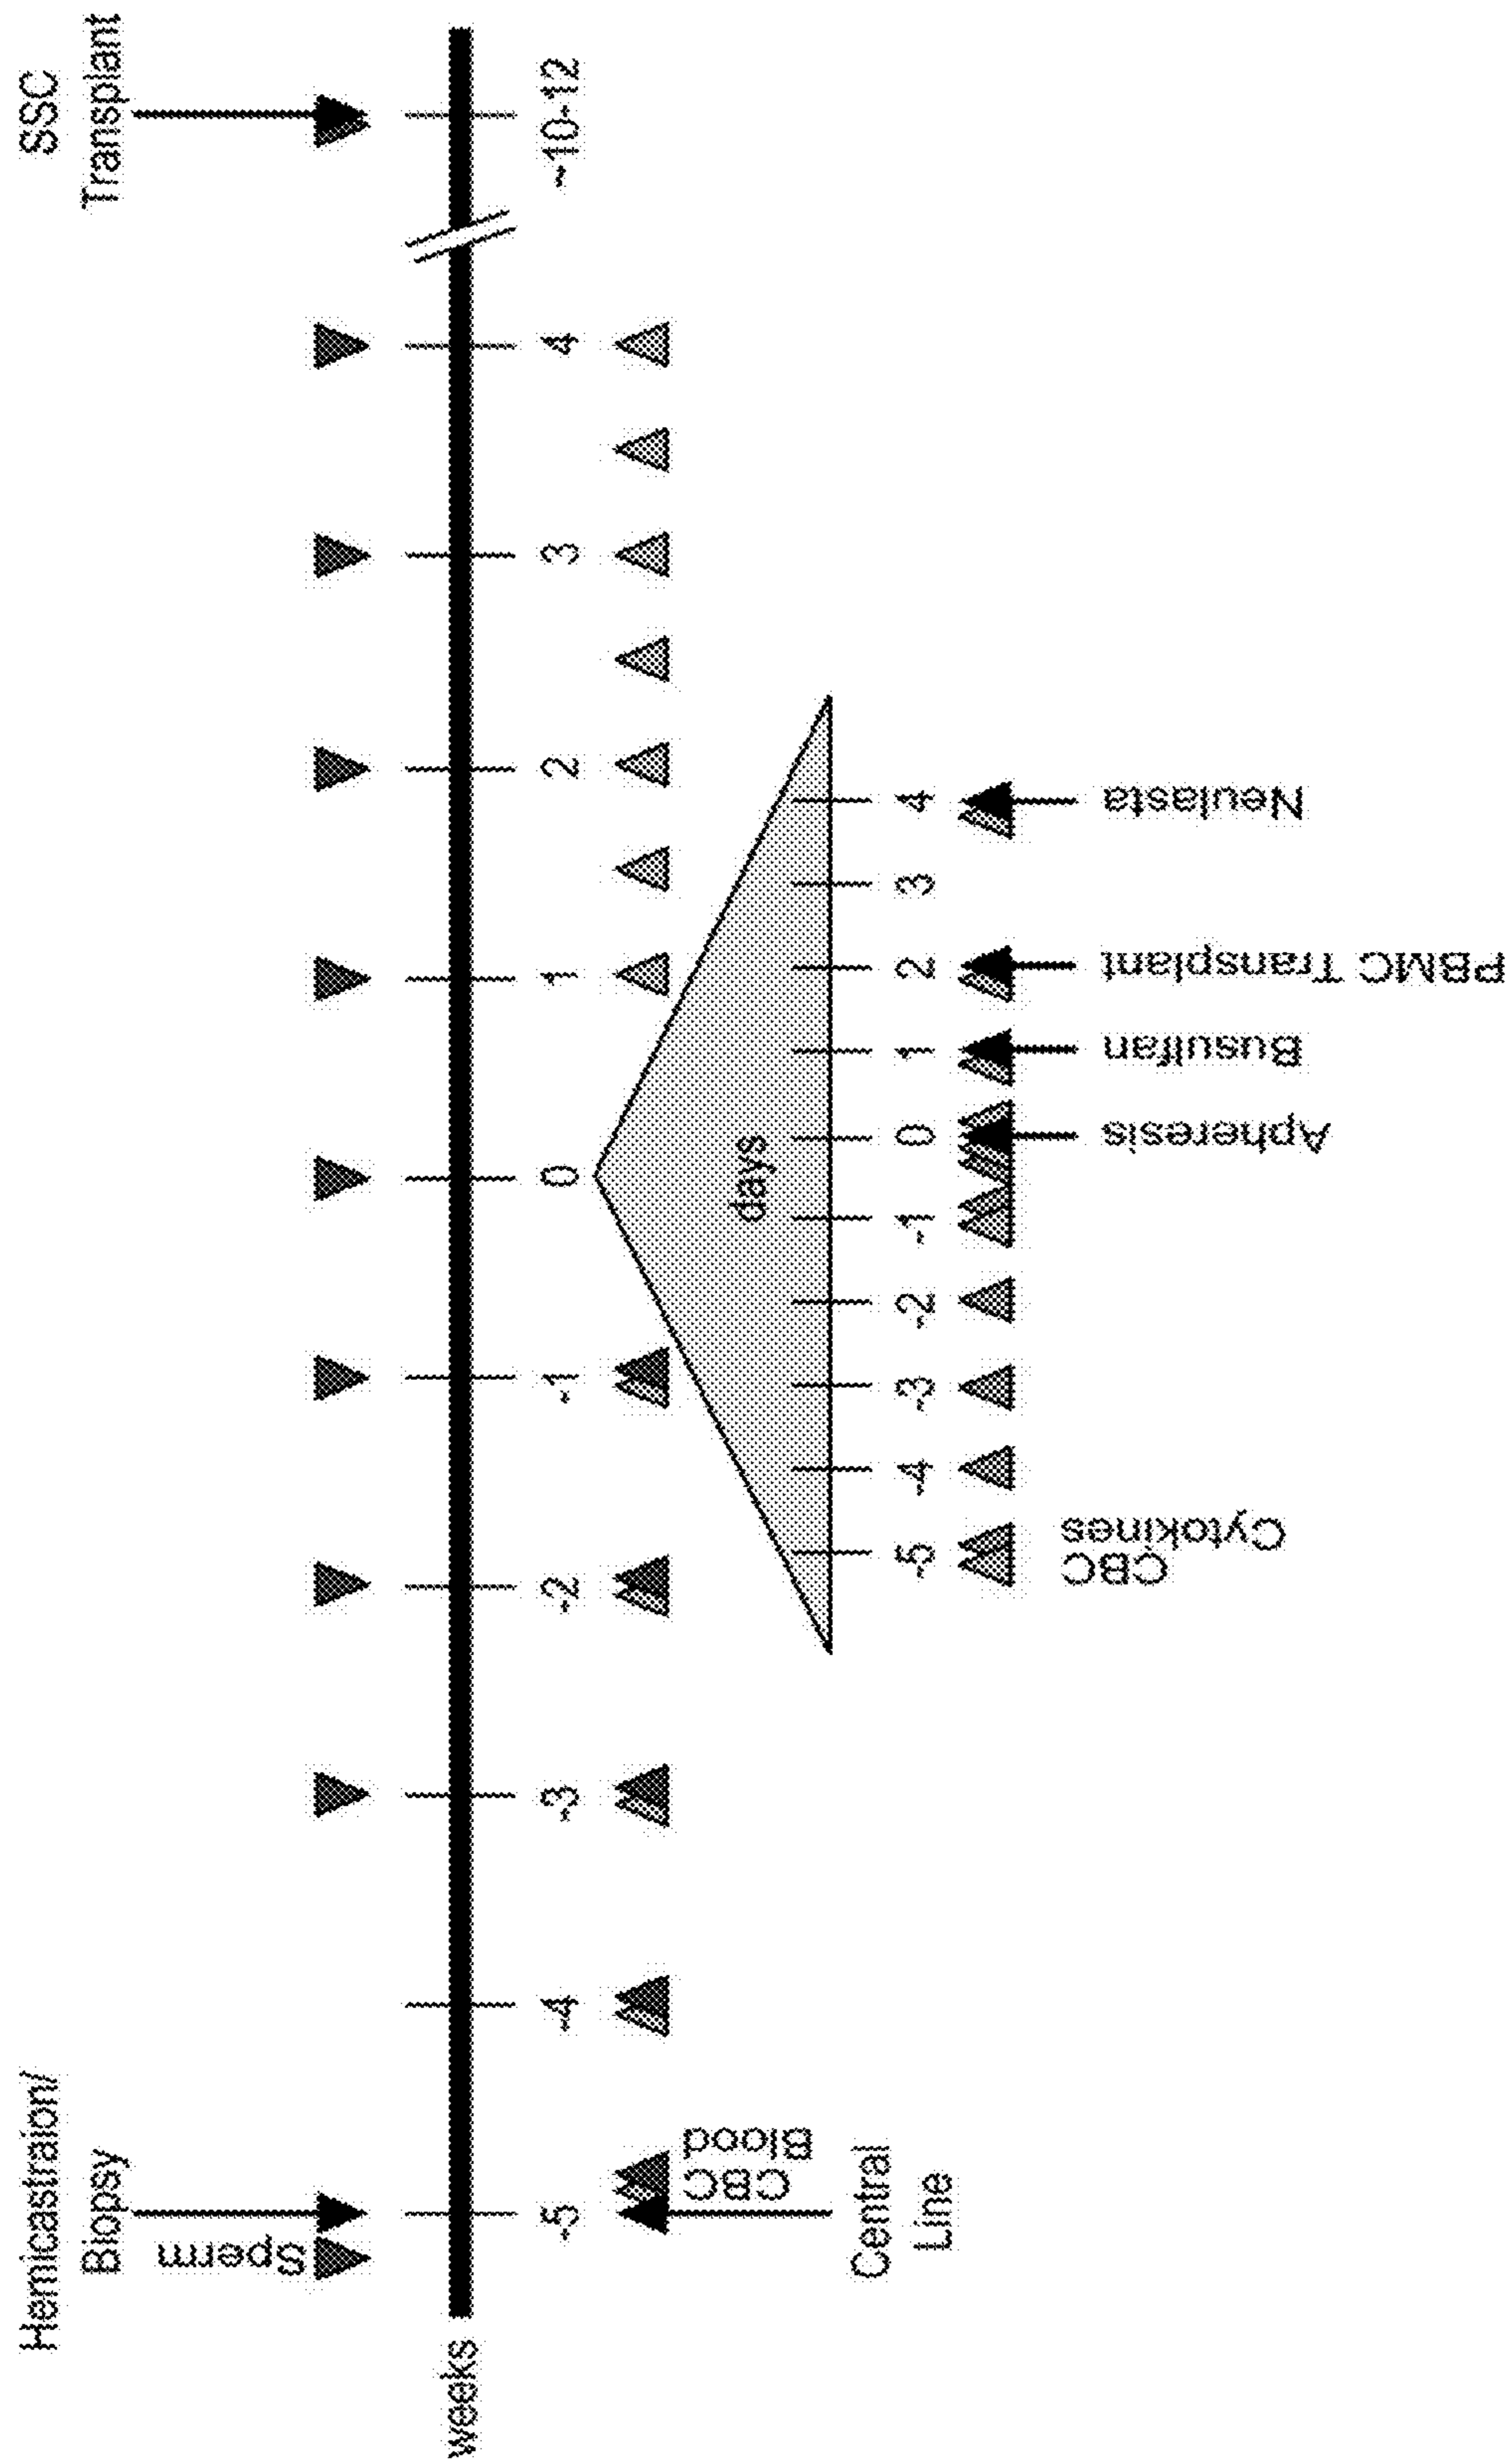 Hemicastraion/
Biopsy
Sperm
SSC
Transplant
weeks
-5
-4
-3
-2
-1
0
1
2
3
4
~10-12
CBC
Blood
Central
Line
days
-5
-4
-3
-2
-1
0
1
2
3
4
CBC
Cytokines
Apheresis
Busulfan
PBMC Transplant
Neulasta